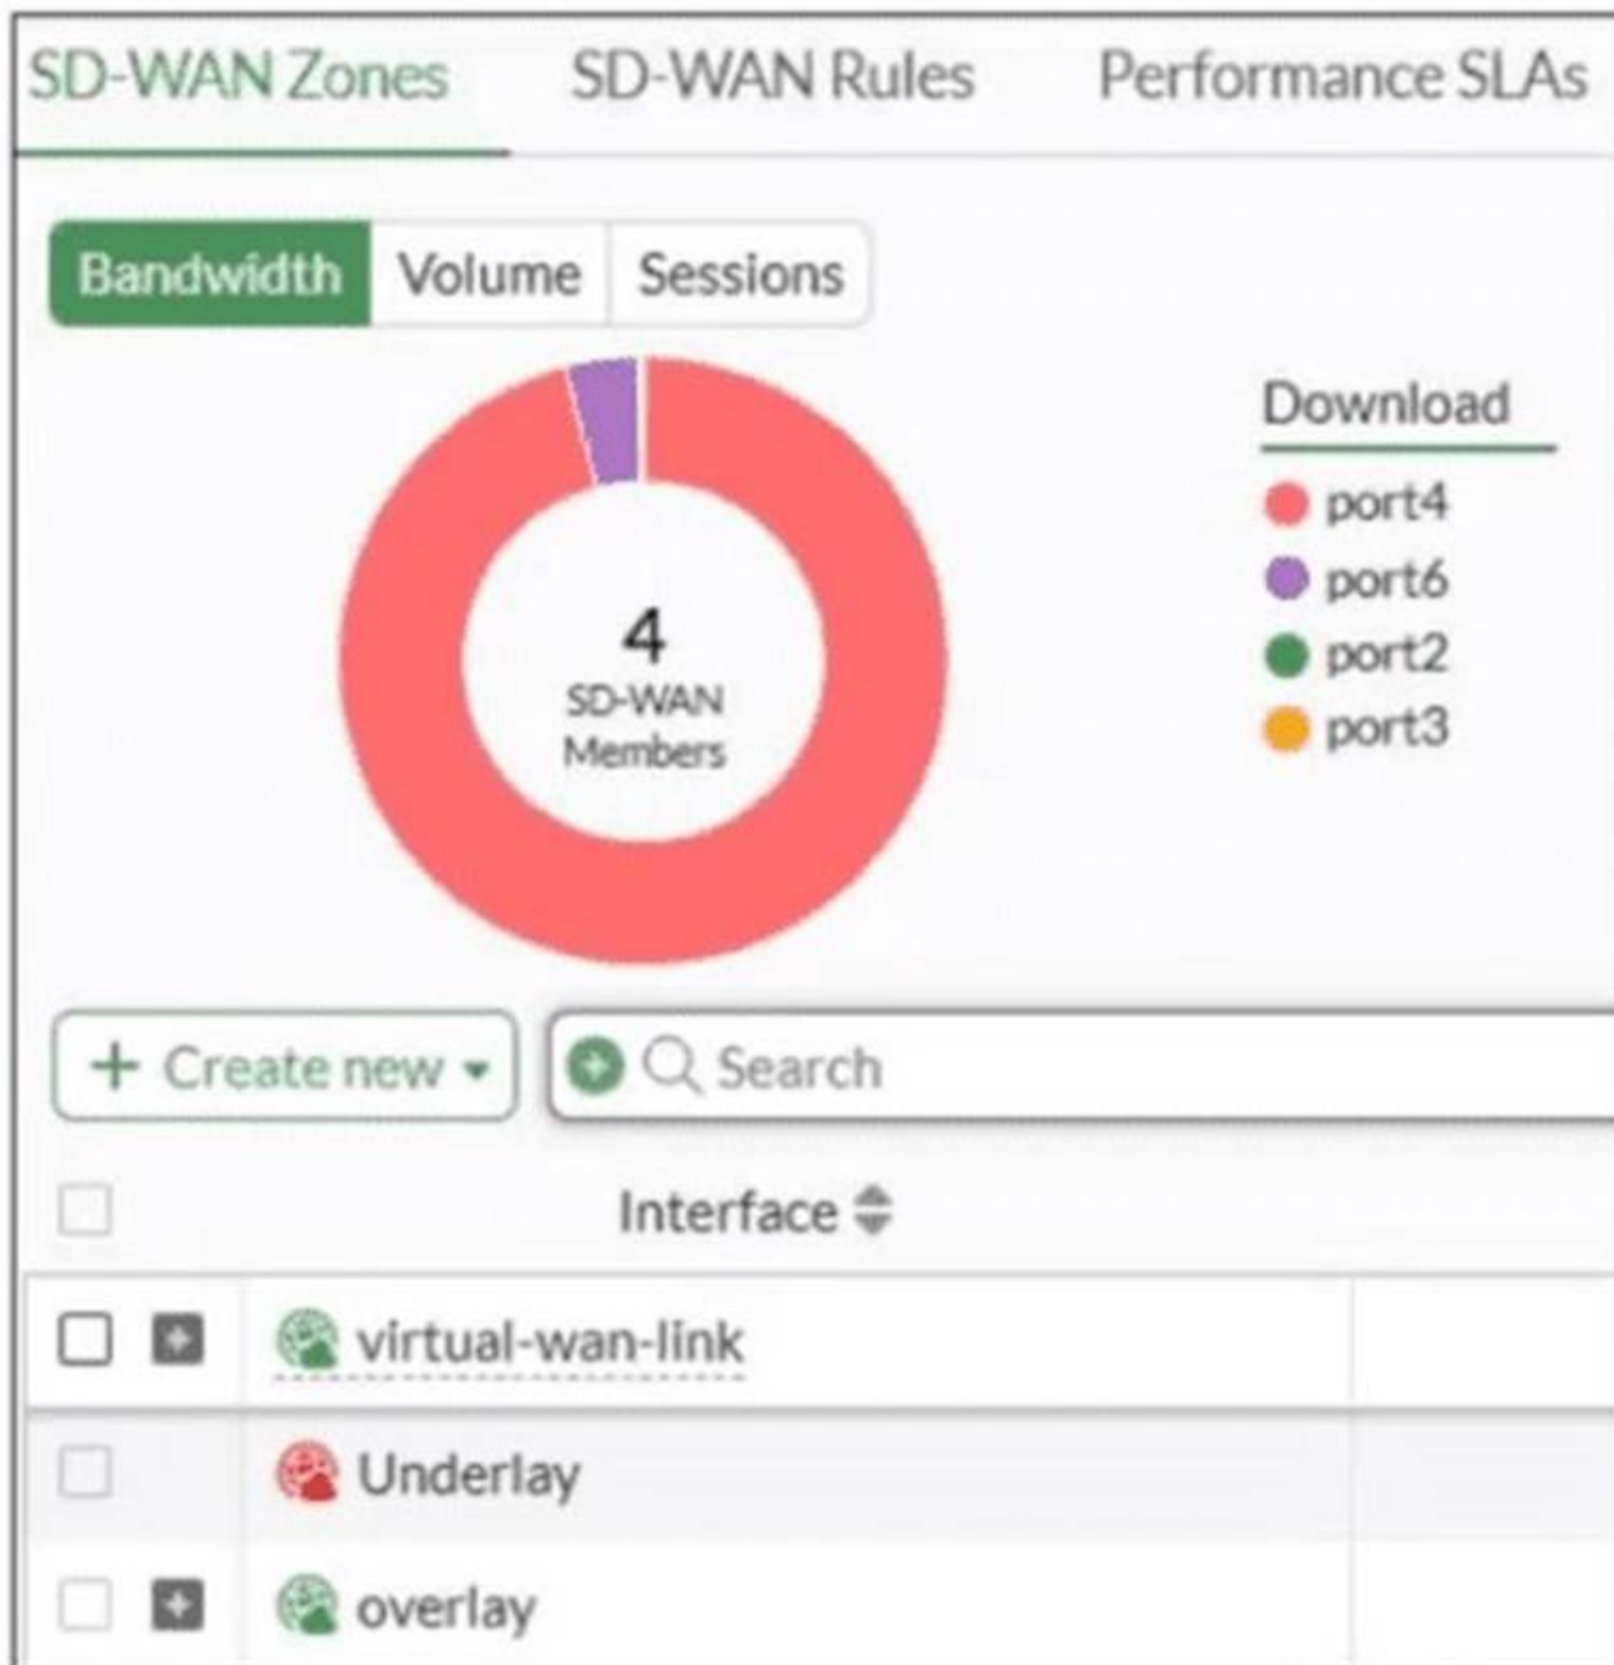 SD-WAN Zones SD-WAN Rules Performance SLAs
Bandwidth Volume Sessions
Download
port4
port6
port2
port3
4
SD-WAN
Members
+ Create new
Search
Interface
virtual-wan-link
Underlay
overlay